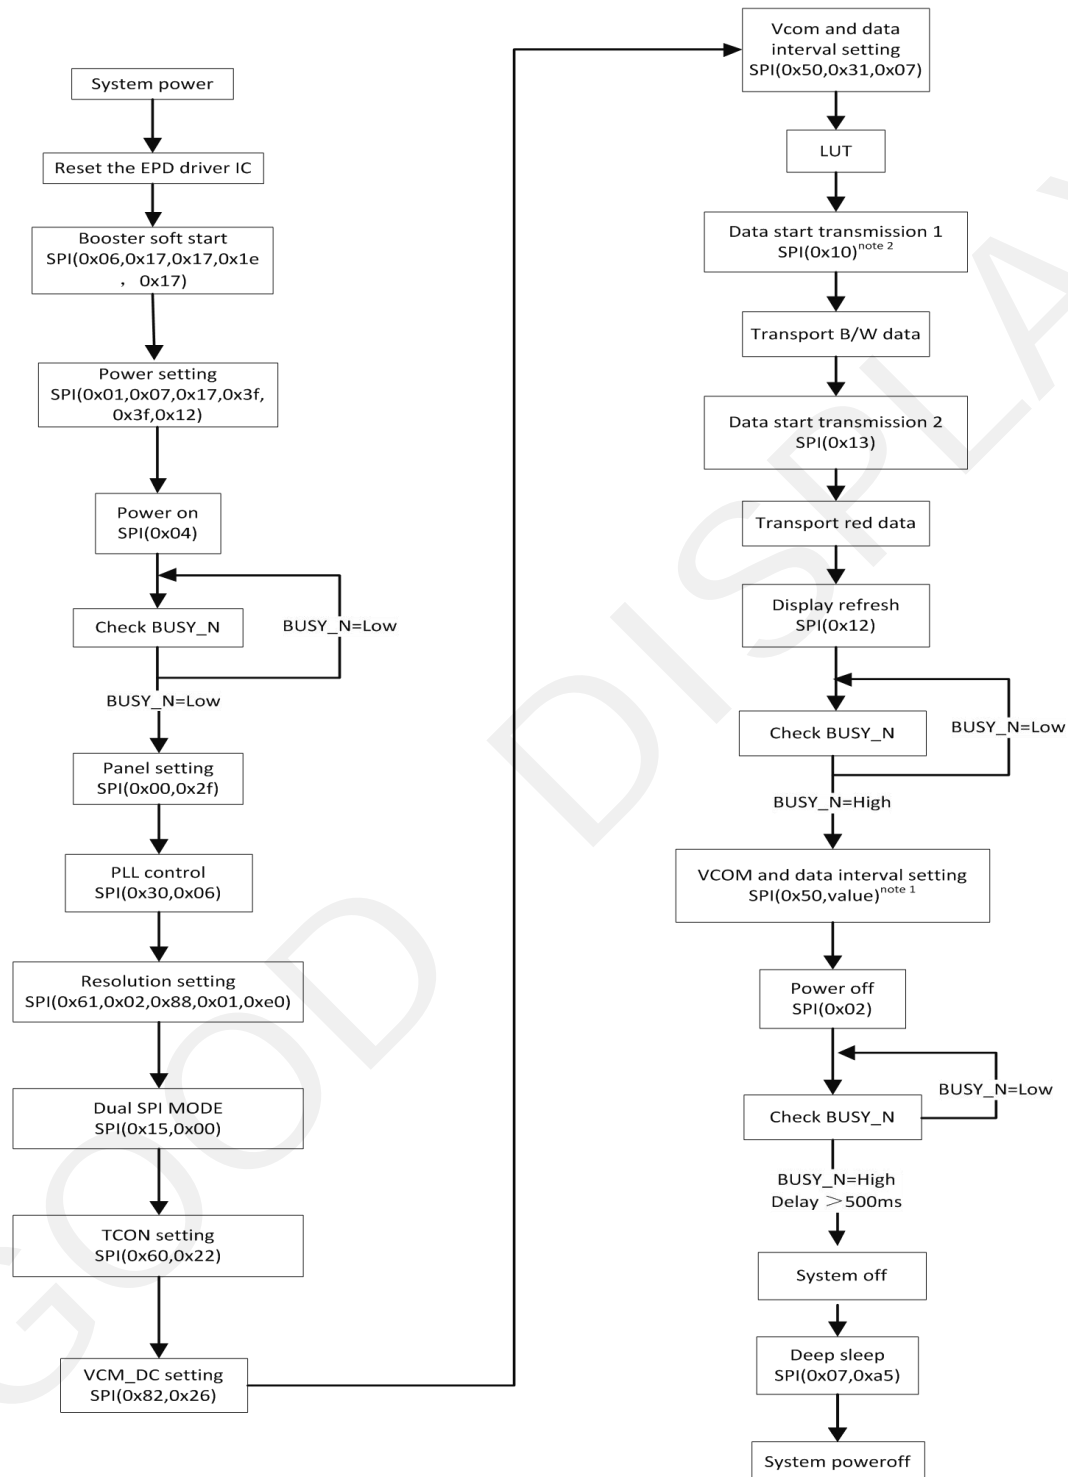 System power
Reset the EPD driver IC
Booster soft start
SPI(0x06,0x17,0x17,0x1e
， 0x17)
Power setting
SPI(0x01,0x07,0x17,0x3f,
0x3f,0x12)
Power on
SPI(0x04)
Check BUSY_N
BUSY_N=Low
BUSY_N=Low
Panel setting
SPI(0x00,0x2f)
PLL control
SPI(0x30,0x06)
Resolution setting
SPI(0x61,0x02,0x88,0x01,0xe0)
Dual SPI MODE
SPI(0x15,0x00)
TCON setting
SPI(0x60,0x22)
VCM_DC setting
SPI(0x82,0x26)
Vcom and data
interval setting
SPI(0x50,0x31,0x07)
LUT
Data start transmission 1
SPI(0x10)note 2
Transport B/W data
Data start transmission 2
SPI(0x13)
Transport red data
Display refresh
SPI(0x12)
Check BUSY_N
BUSY_N=Low
BUSY_N=High
VCOM and data interval setting
SPI(0x50,value)note 1
Power off
SPI(0x02)
Check BUSY_N
BUSY_N=Low
BUSY_N=High
Delay ＞500ms
System off
Deep sleep
SPI(0x07,0xa5)
System poweroff
GOOD DISPLAY